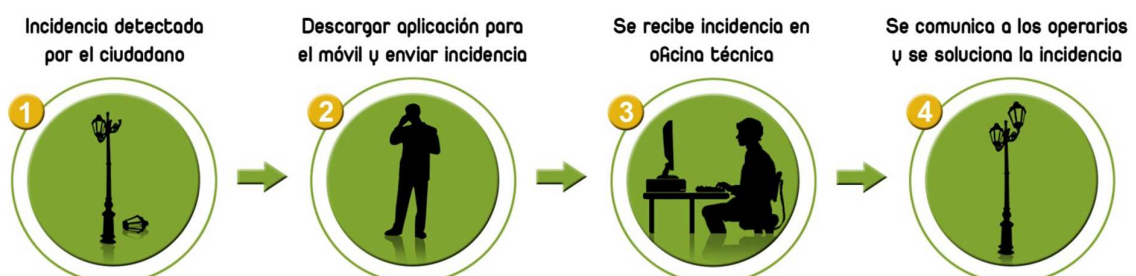 Incidencia detectada
por el ciudadano
1
Descargar aplicación para
el móvil y enviar incidencia
2
Se recibe incidencia en
oficina técnica
3
Se comunica a los operarios
y se soluciona la incidencia
4